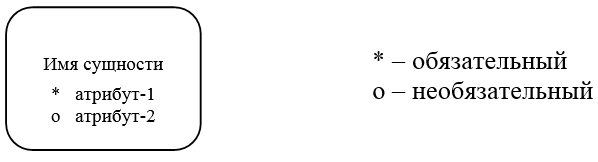 Имя сущности
* атрибут-1
о атрибут-2
* – обязательный
о – необязательный